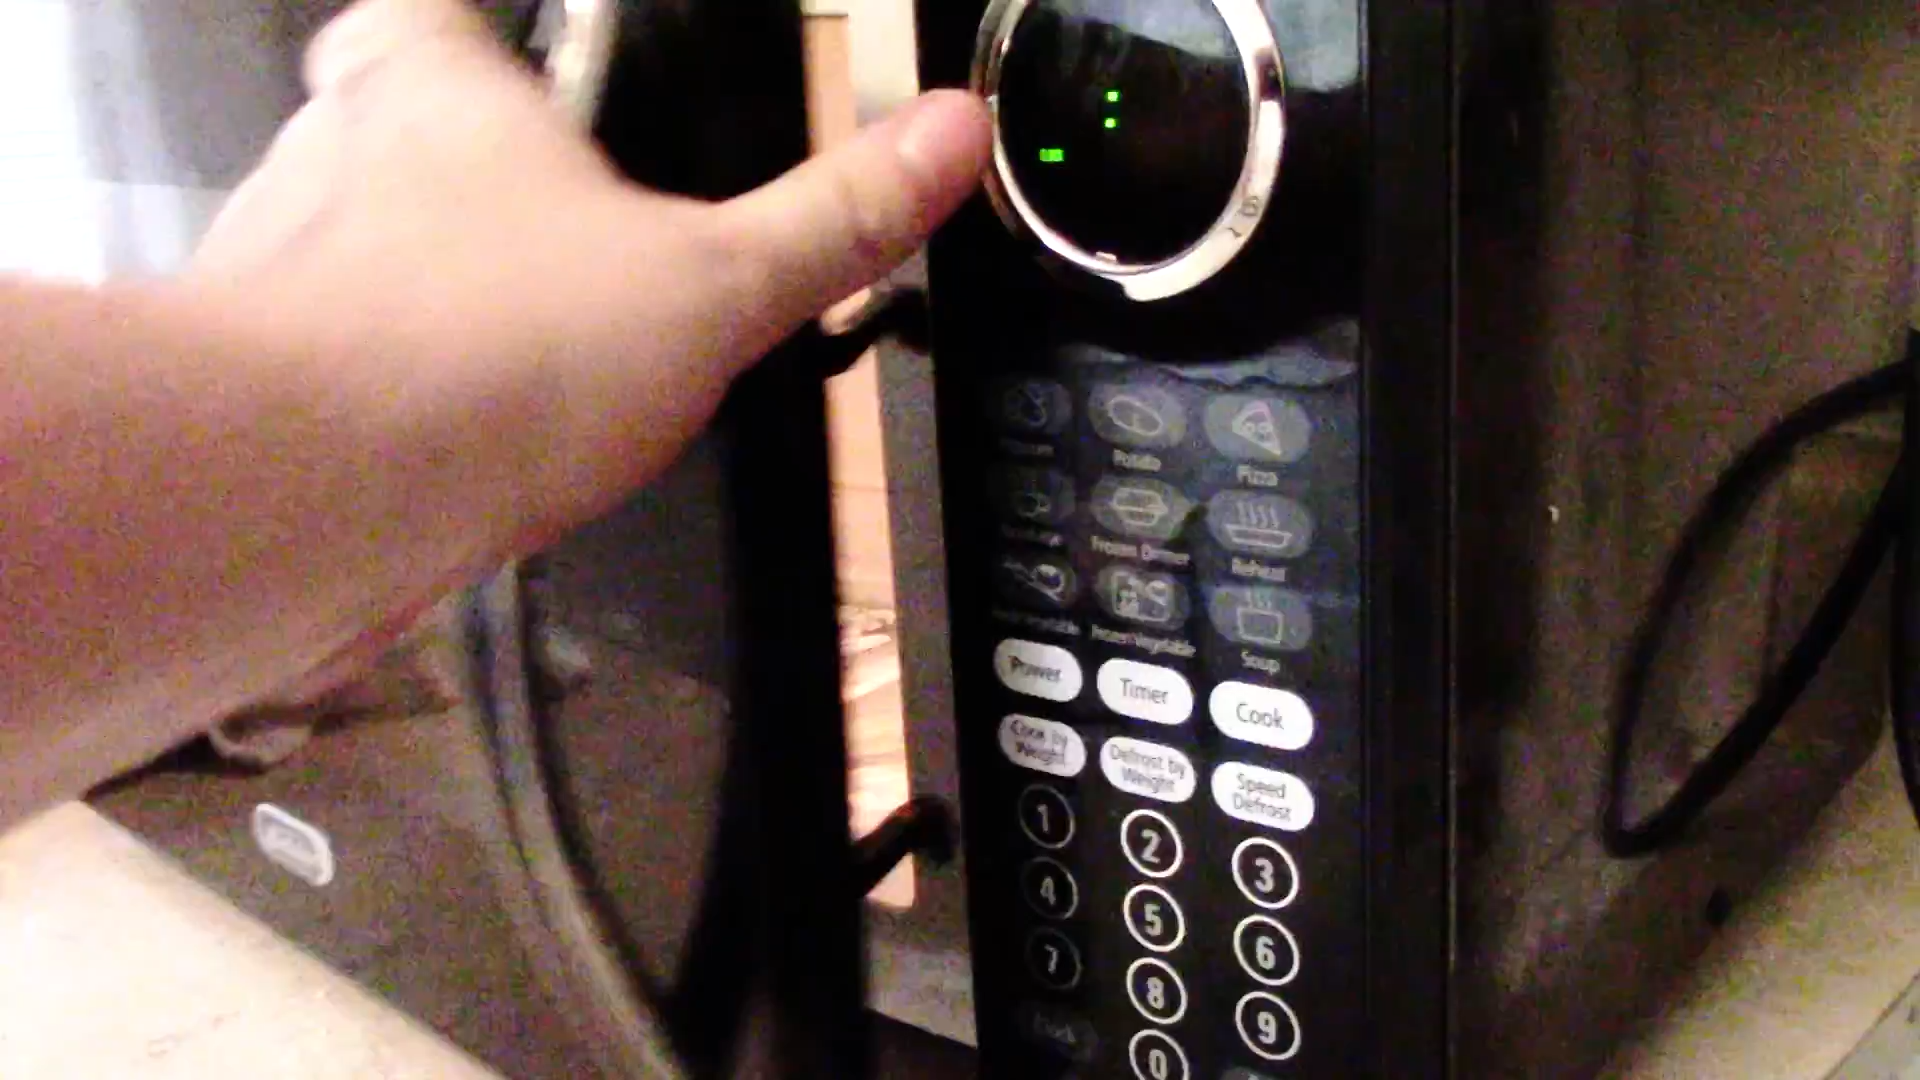 Potato
Pizza
Frozen Dinner
Reheat
Frozen Vegetable
Soup
Power
Timer
Cook
Cook by
Weight
Defrost by
Weight
Speed
Defrost
1
2
3
4
5
6
7
8
9
Clock
0